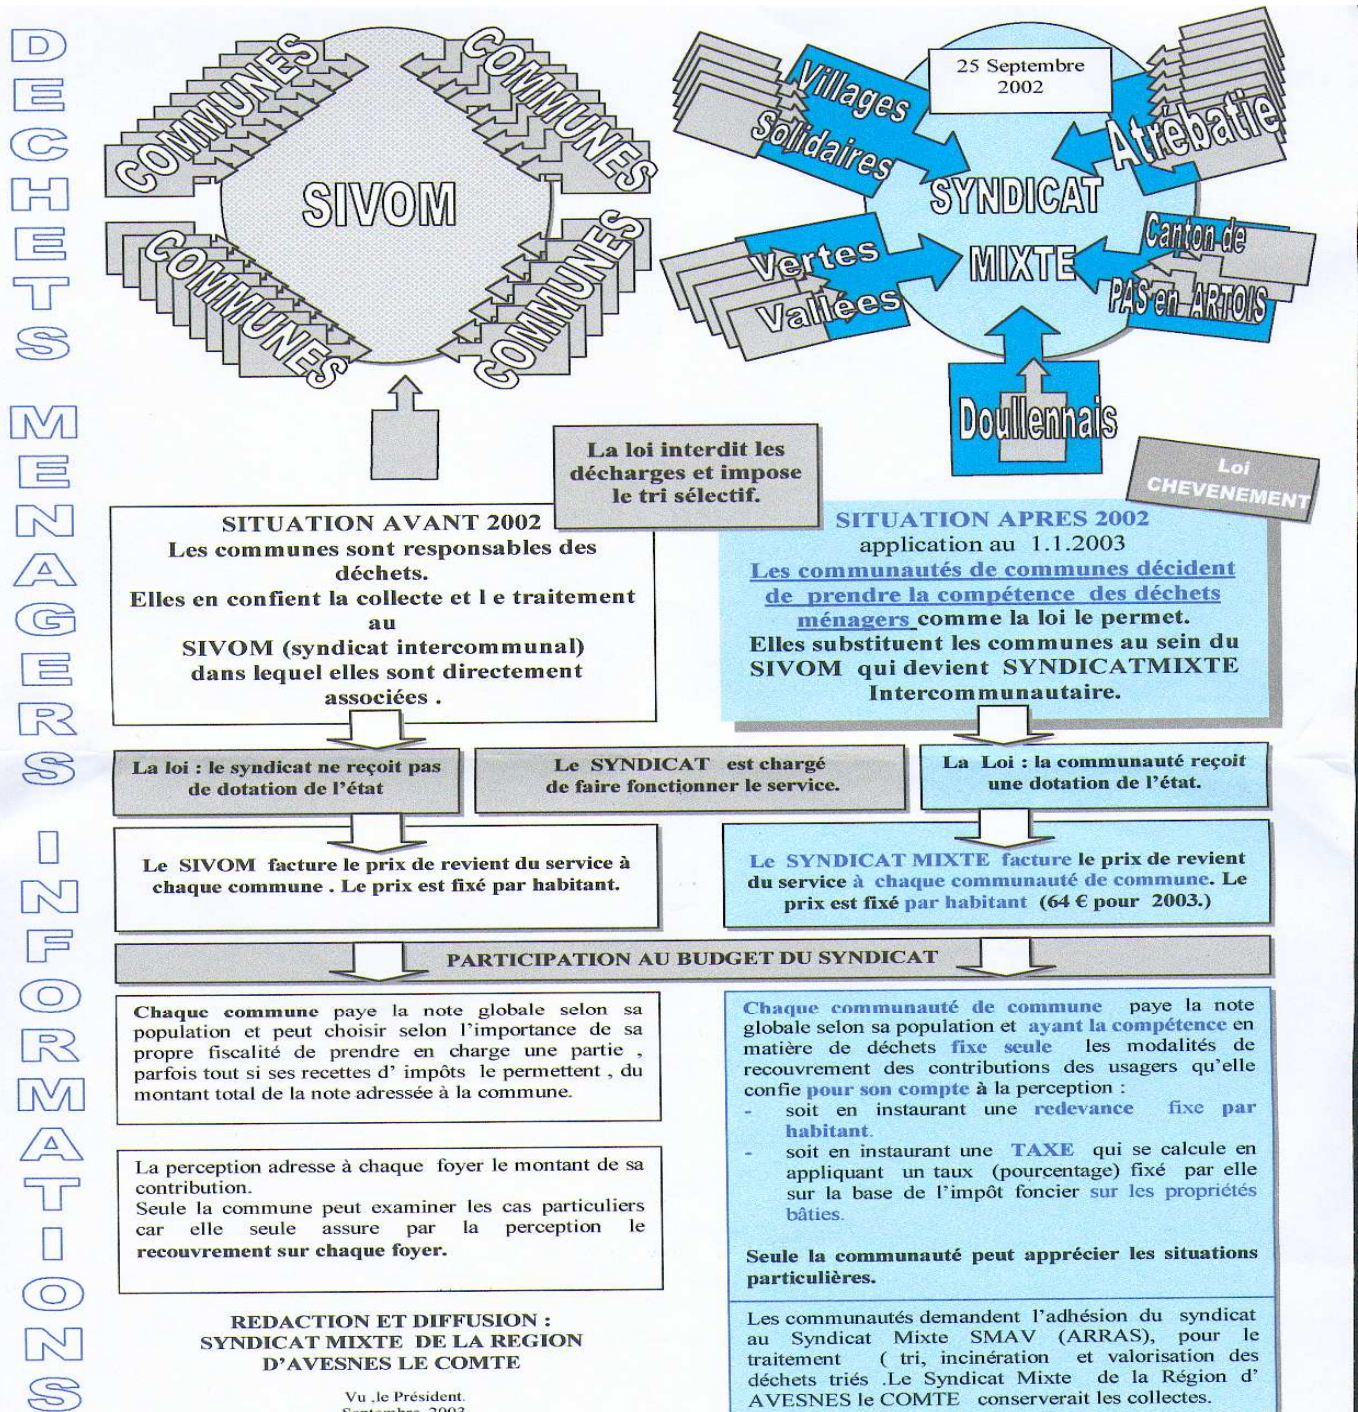 DECHETS MENAGERS INFORMATIONS
COMMUNES
COMMUNES
SIVOM
COMMUNES
COMMUNES
25 Septembre
2002
Villages
Solidaires
Atrébatie
SYNDICAT
MIXTE
Vertes
Vallées
Canton de
PAS en ARTOIS
Doullennais
La loi interdit les
décharges et impose
le tri sélectif.
Loi
CHEVENEMENT
SITUATION AVANT 2002
Les communes sont responsables des
déchets.
Elles en confient la collecte et l e traitement
au
SIVOM (syndicat intercommunal)
dans lequel elles sont directement
associées .
SITUATION APRES 2002
application au 1.1.2003
Les communautés de communes décident
de prendre la compétence des déchets
ménagers comme la loi le permet.
Elles substituent les communes au sein du
SIVOM qui devient SYNDICATMIXTE
Intercommunautaire.
La loi : le syndicat ne reçoit pas
de dotation de l'état
Le SYNDICAT est chargé
de faire fonctionner le service.
La Loi : la communauté reçoit
une dotation de l'état.
Le SIVOM facture le prix de revient du service à
chaque commune . Le prix est fixé par habitant.
Le SYNDICAT MIXTE facture le prix de revient
du service à chaque communauté de commune. Le
prix est fixé par habitant (64 € pour 2003.)
PARTICIPATION AU BUDGET DU SYNDICAT
Chaque commune paye la note globale selon sa
population et peut choisir selon l'importance de sa
propre fiscalité de prendre en charge une partie ,
parfois tout si ses recettes d' impôts le permettent , du
montant total de la note adressée à la commune.
La perception adresse à chaque foyer le montant de sa
contribution.
Seule la commune peut examiner les cas particuliers
car elle seule assure par la perception le
recouvrement sur chaque foyer.
REDACTION ET DIFFUSION :
SYNDICAT MIXTE DE LA REGION
D'AVESNES LE COMTE
Vu ,le Président.
Septembre 2003
Chaque communauté de commune paye la note
globale selon sa population et ayant la compétence en
matière de déchets fixe seule les modalités de
recouvrement des contributions des usagers qu'elle
confie pour son compte à la perception :
- soit en instaurant une redevance fixe par
habitant.
- soit en instaurant une TAXE qui se calcule en
appliquant un taux (pourcentage) fixé par elle
sur la base de l'impôt foncier sur les propriétés
bâties.
Seule la communauté peut apprécier les situations
particulières.
Les communautés demandent l'adhésion du syndicat
au Syndicat Mixte SMAV (ARRAS), pour le
traitement ( tri, incinération et valorisation des
déchets triés .Le Syndicat Mixte de la Région d'
AVESNES le COMTE conserverait les collectes.